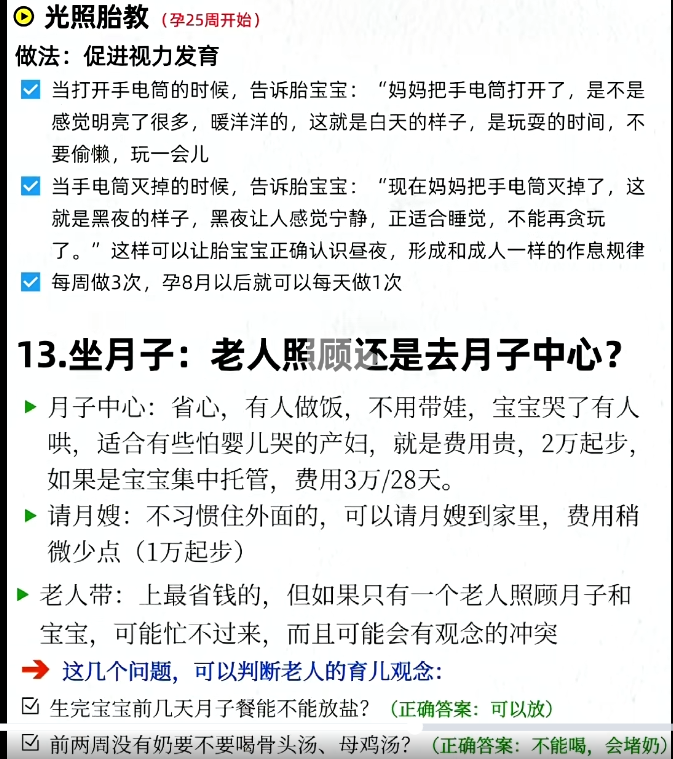 光照胎教（孕25周开始）
做法：促进视力发育
当打开手电筒的时候，告诉胎宝宝：“妈妈把手电筒打开了，是不是
感觉明亮了很多，暖洋洋的，这就是白天的样子，是玩耍的时间，不
要偷懒，玩一会儿
当手电筒灭掉的时候，告诉胎宝宝：“现在妈妈把手电筒灭掉了，这
就是黑夜的样子，黑夜让人感觉宁静，正适合睡觉，不能再贪玩
了。”这样可以让胎宝宝正确认识昼夜，形成和成人一样的作息规律
每周做3次，孕8月以后就可以每天做1次
13.坐月子：老人照顾还是去月子中心？
月子中心：省心，有人做饭，不用带娃，宝宝哭了有人
哄，适合有些怕婴儿哭的产妇，就是费用贵，2万起步，
如果是宝宝集中托管，费用3万/28天。
请月嫂：不习惯住外面的，可以请月嫂到家里，费用稍
微少点（1万起步）
老人带：上最省钱的，但如果只有一个老人照顾月子和
宝宝，可能忙不过来，而且可能会有观念的冲突
这几个问题，可以判断老人的育儿观念：
生完宝宝前几天月子餐能不能放盐？（正确答案：可以放）
前两周没有奶要不要喝骨头汤、母鸡汤？（正确答案：不能喝，会堵奶）